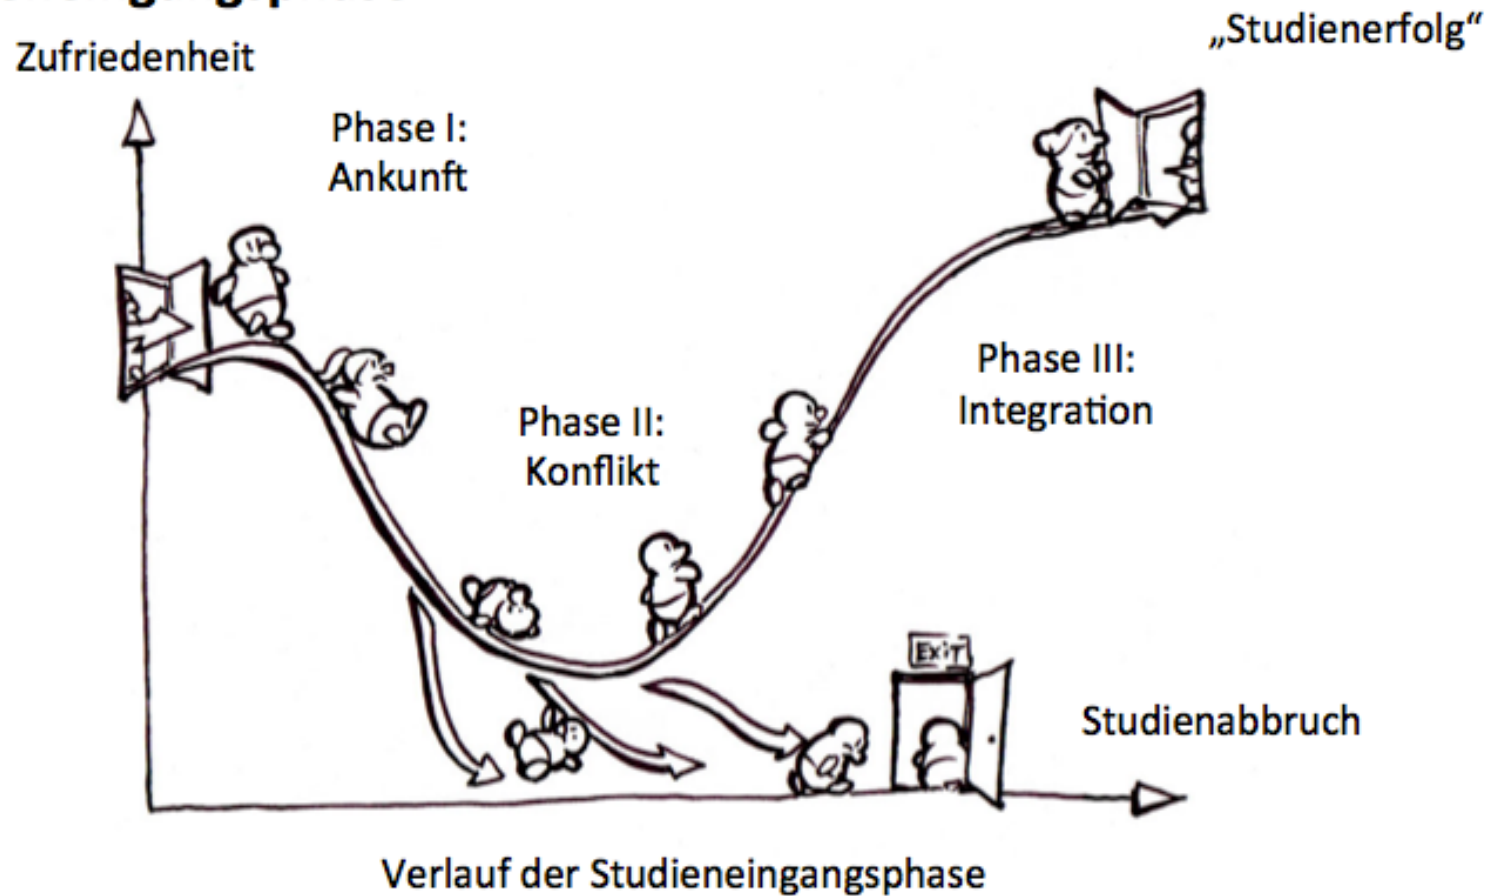 Zufriedenheit
„Studienerfolg“
Phase I:
Ankunft
Phase II:
Konflikt
Phase III:
Integration
EXIT
Studienabbruch
Verlauf der Studieneingangsphase